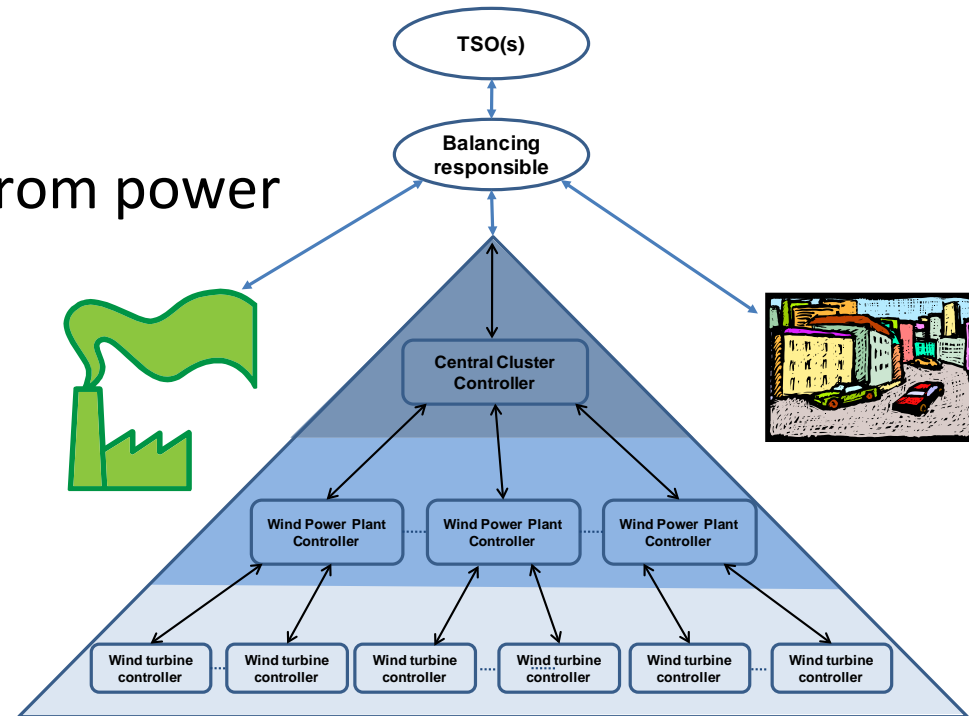 TSO(s)
Balancing
responsible
rom power
Central Cluster
Controller
Wind Power Plant
Controller
Wind Power Plant
Controller
Wind Power Plant
Controller
Wind turbine
controller
Wind turbine
controller
Wind turbine
controller
Wind turbine
controller
Wind turbine
controller
Wind turbine
controller